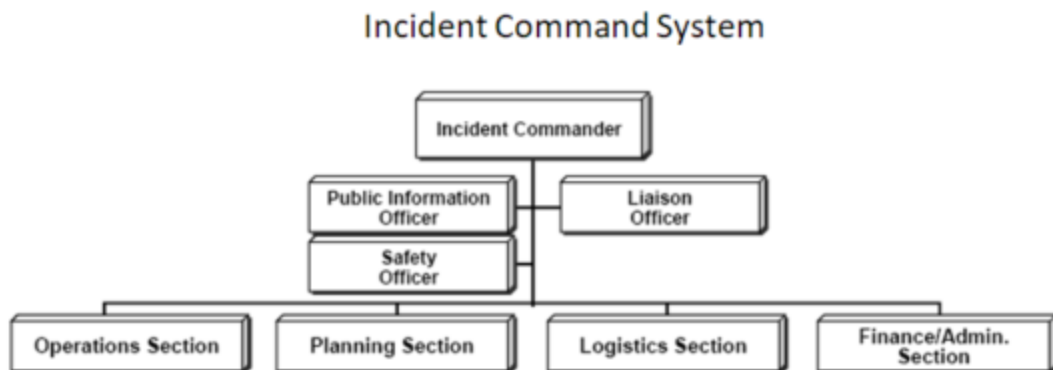 Incident Command System
Incident Commander
Public Information
Officer
Liaison
Officer
Safety
Officer
Operations Section
Planning Section
Logistics Section
Finance/Admin.
Section